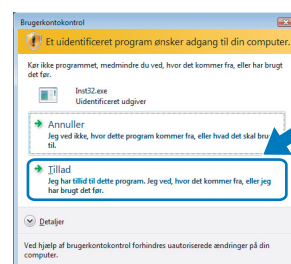 Brugerkontokontrol
Et uidentificeret program ønsker adgang til din computer.
Kør ikke programmet, medmindre du ved, hvor det kommer fra, eller har brugt
det før.
Inst32.exe
Uidentificeret udgiver
Annuller
Jeg ved ikke, hvor dette program kommer fra, eller hvad det skal bru
til.
Tillad
Jeg har tillid til dette program. Jeg ved, hvor det kommer fra, eller jeg
har brugt det før.
Detaljer
Ved hjælp af brugerkontokontrol forhindres uautoriserede ændringer på din
computer.